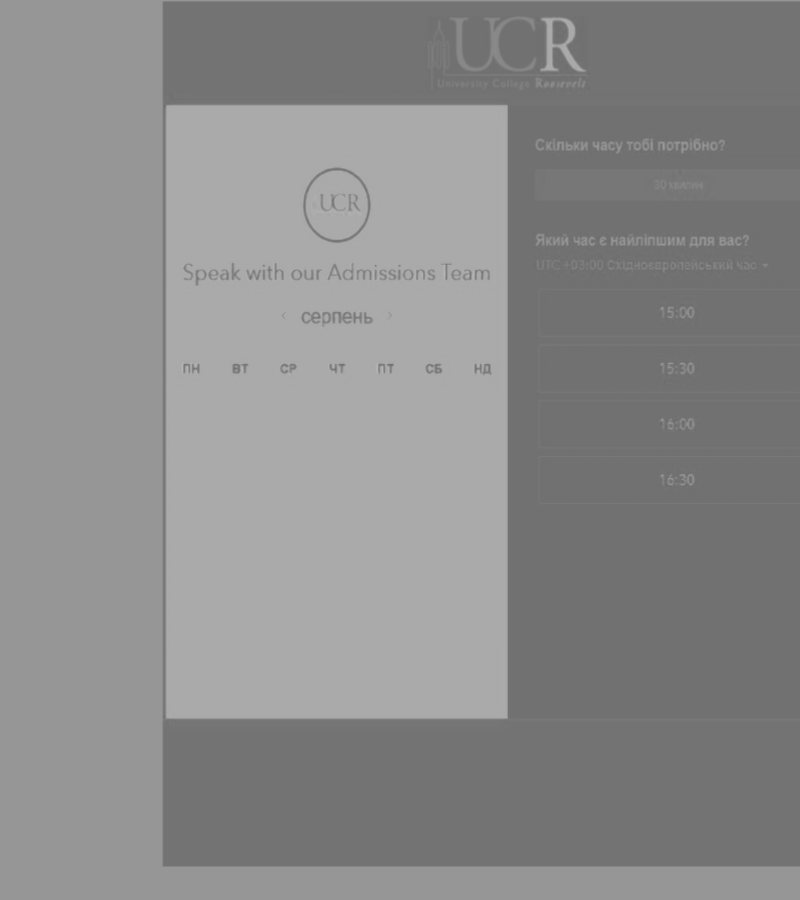 UCR
University College Roosevelt
UCR
Speak with our Admissions Team
серпень
ПН ВТ СР ЧТ ПТ СБ НД
Скільки часу тобі потрібно?
30 хвилин
Який час є найліпшим для вас?
UTC +03:00 Східноєвропейський час
15:00
15:30
16:00
16:30